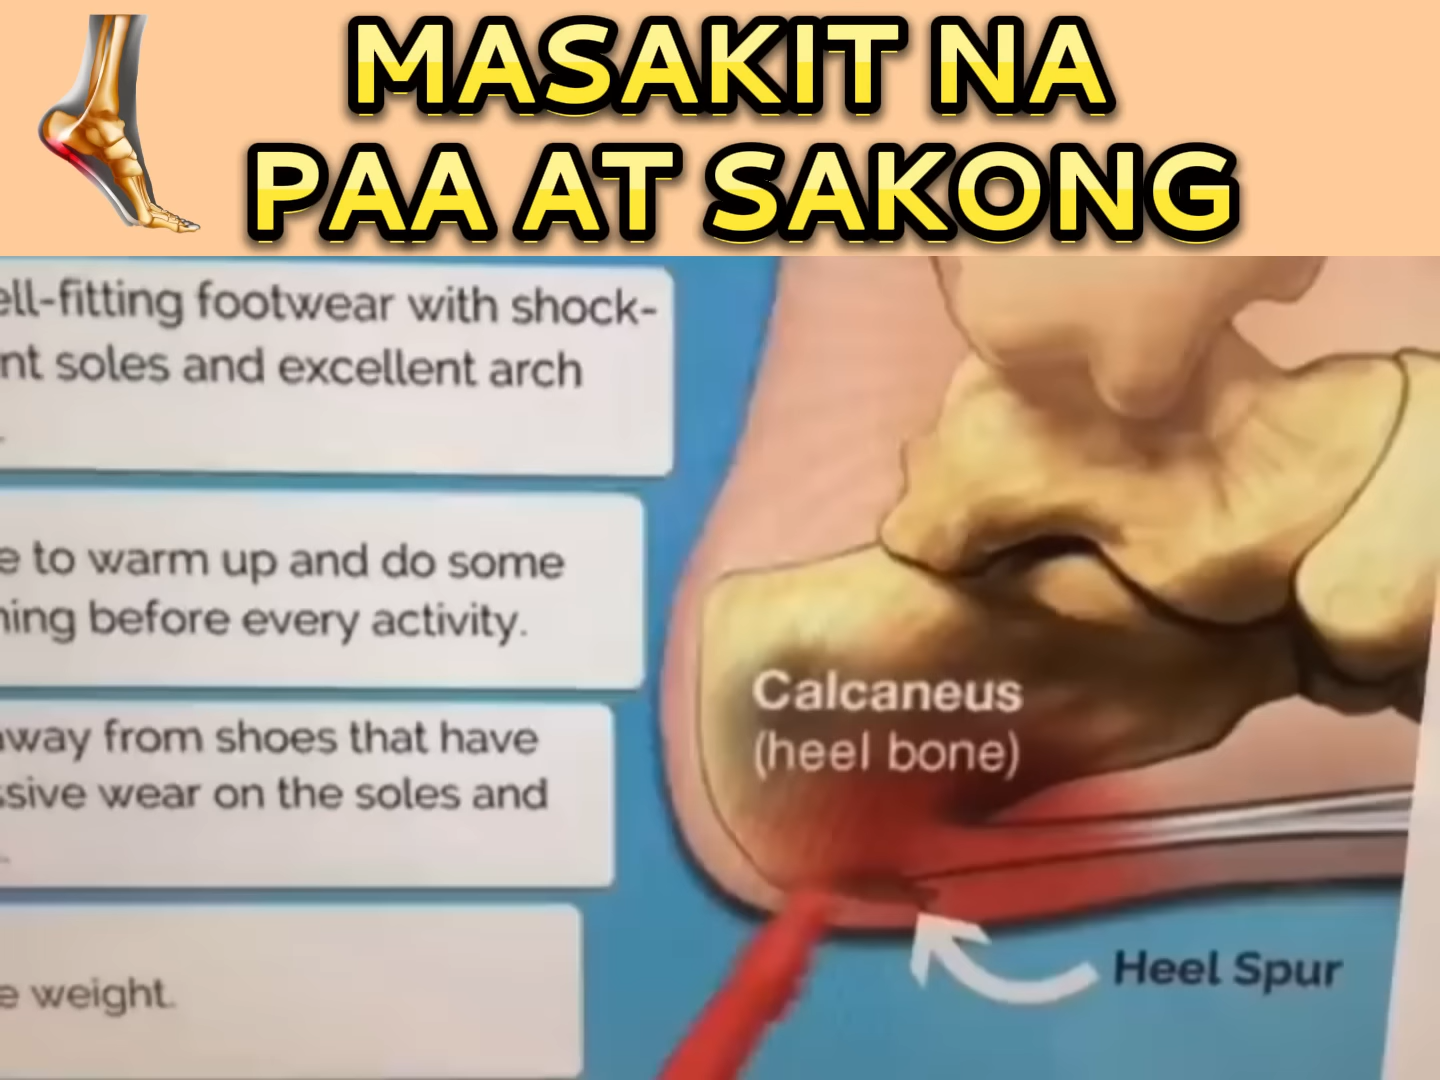 MASAKIT NA
PAA AT SAKONG
ell-fitting footwear with shock-
nt soles and excellent arch
e to warm up and do some
ning before every activity.
way from shoes that have
ssive wear on the soles and
e weight.
Calcaneus
(heel bone)
Heel Spur